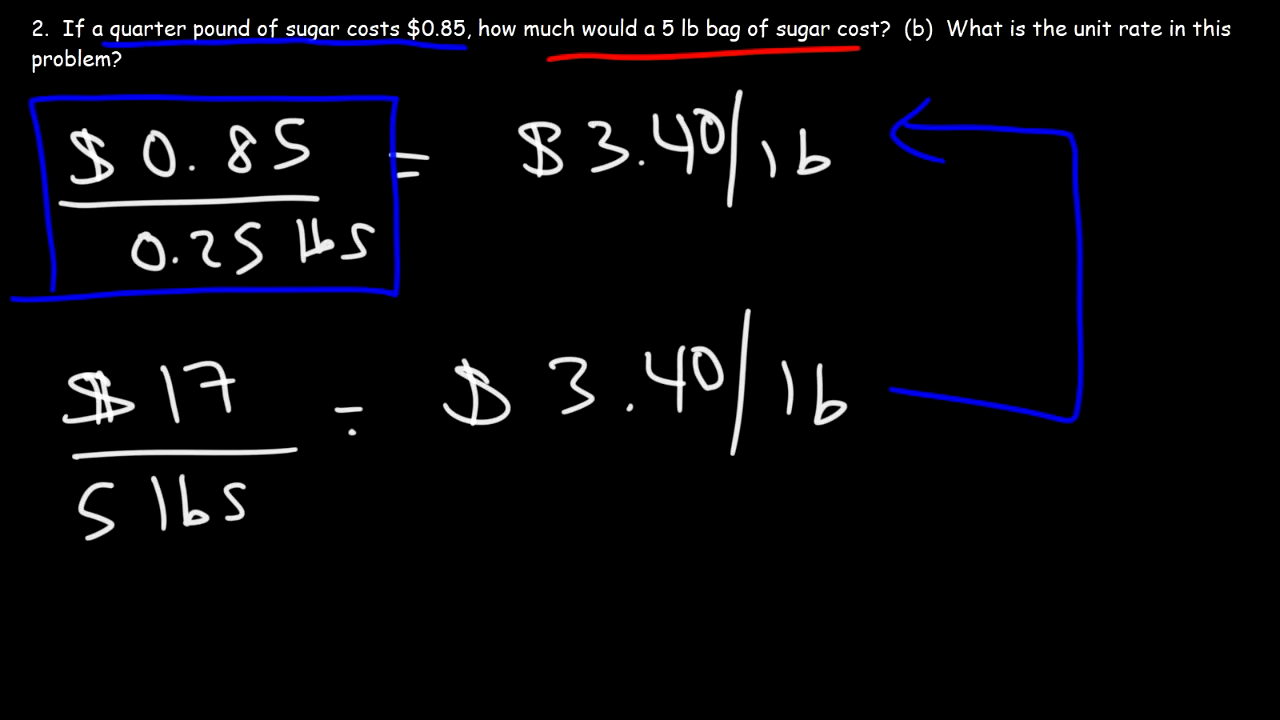 2. If a quarter pound of sugar costs $0.85, how much would a 5 lb bag of sugar cost? (b) What is the unit rate in this
problem?
$0.85 = $3.40/lb
0.25 lbs
$17 = $3.40/lb
5 lbs